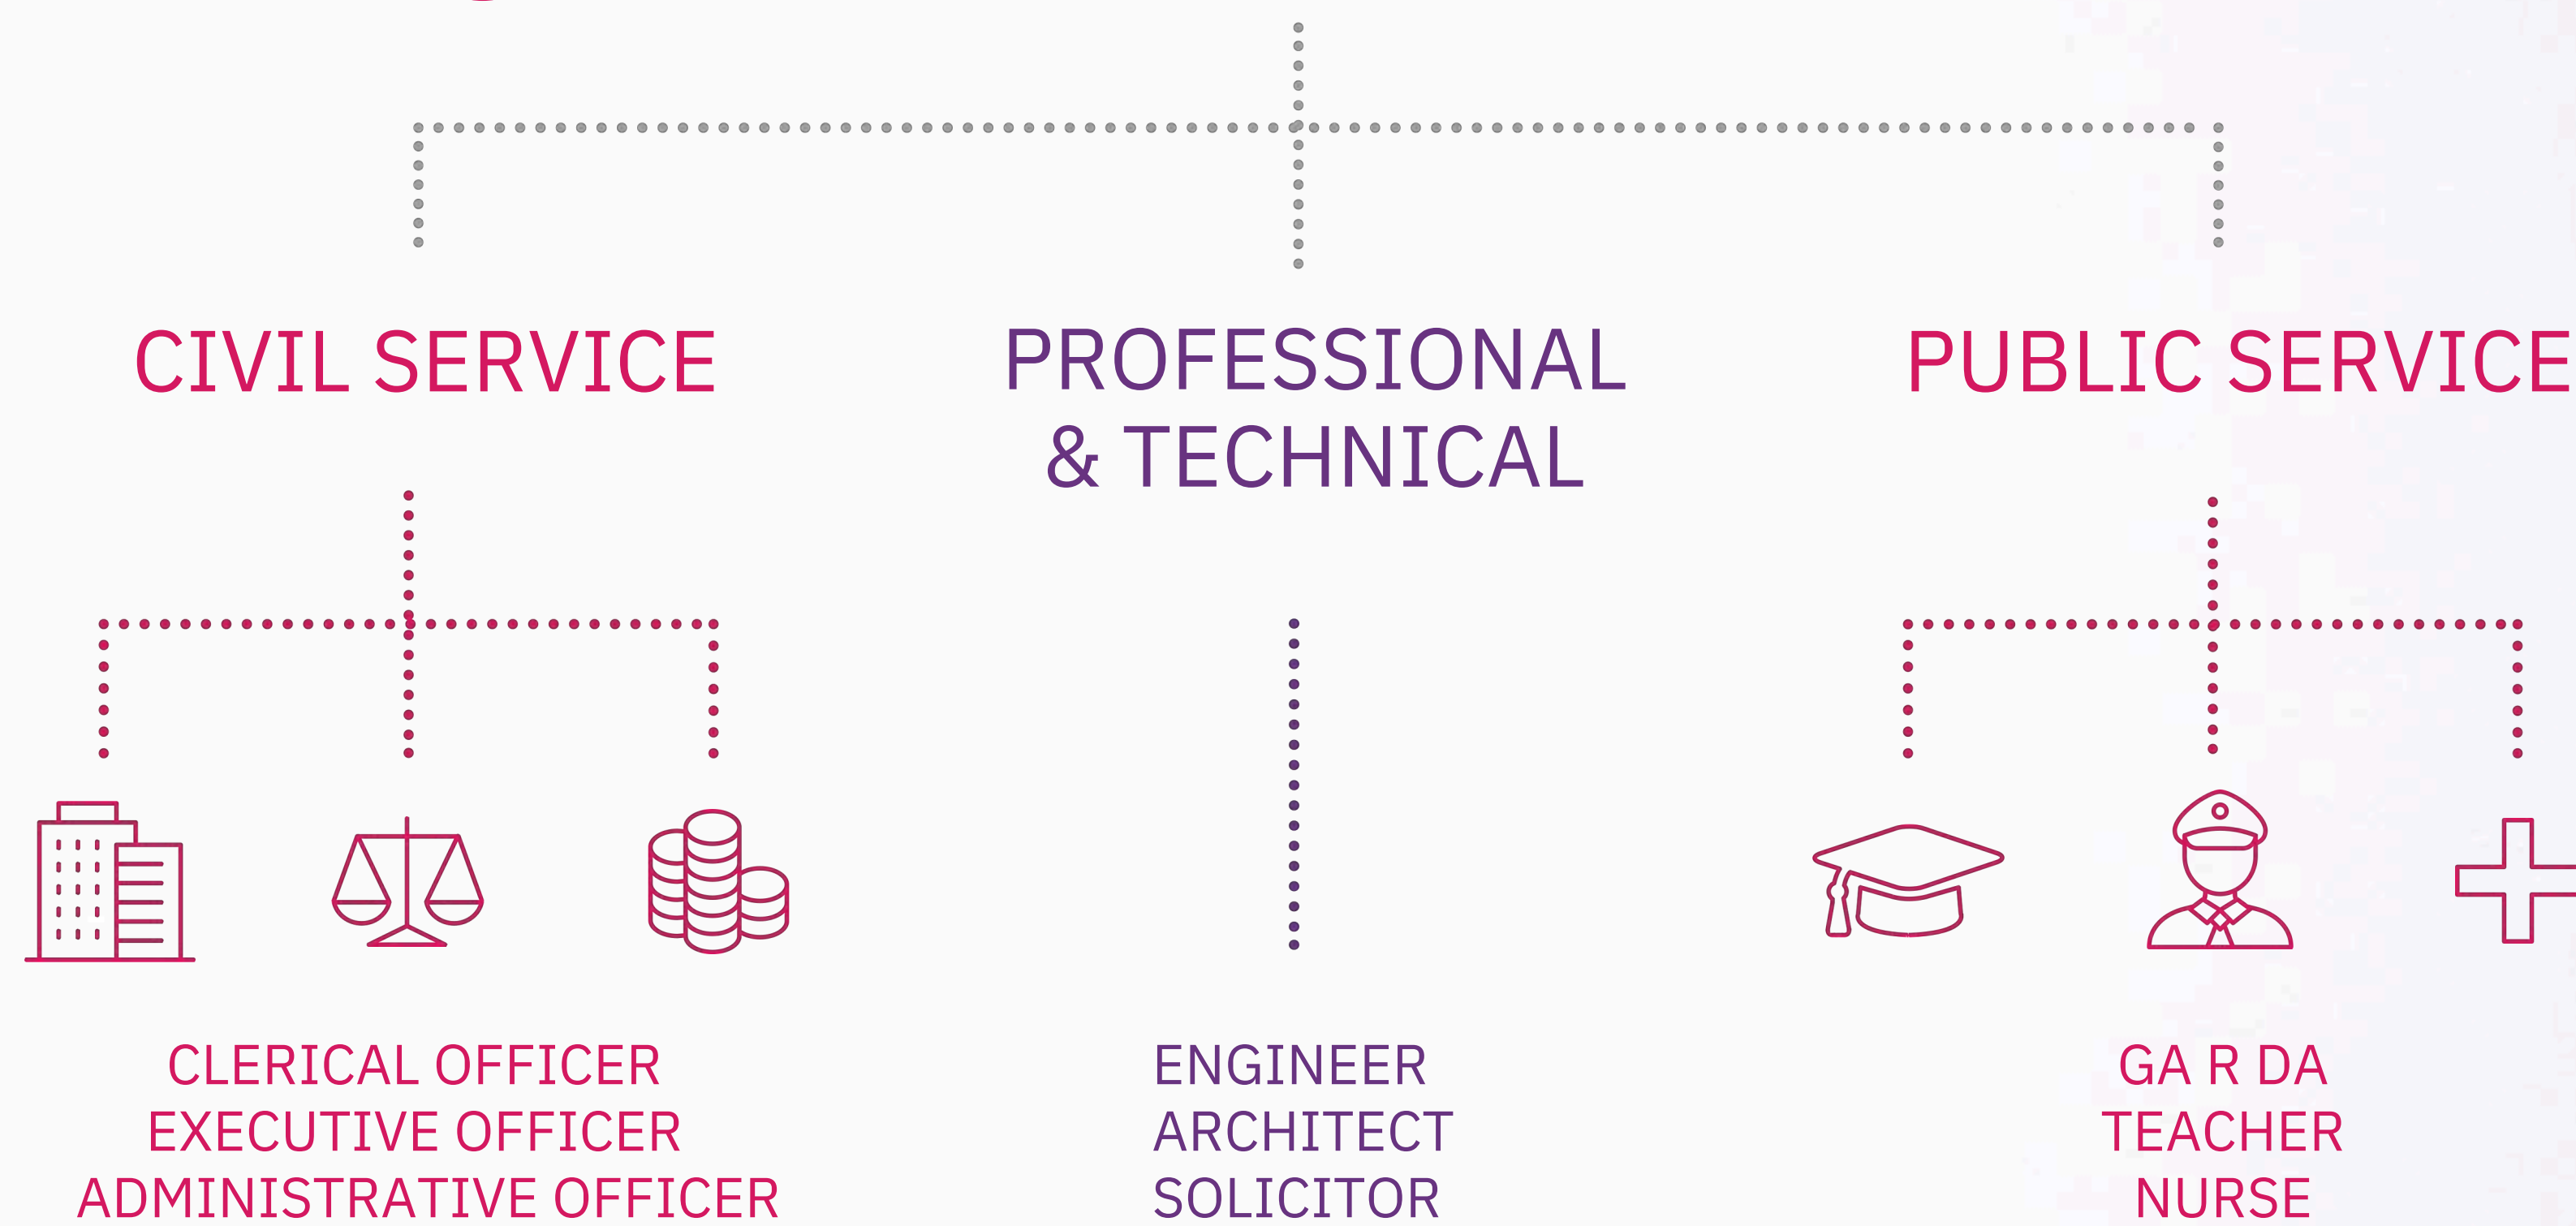 CIVIL SERVICE
PROFESSIONAL
& TECHNICAL
PUBLIC SERVICE
CLERICAL OFFICER
EXECUTIVE OFFICER
ADMINISTRATIVE OFFICER
ENGINEER
ARCHITECT
SOLICITOR
GA R DA
TEACHER
NURSE